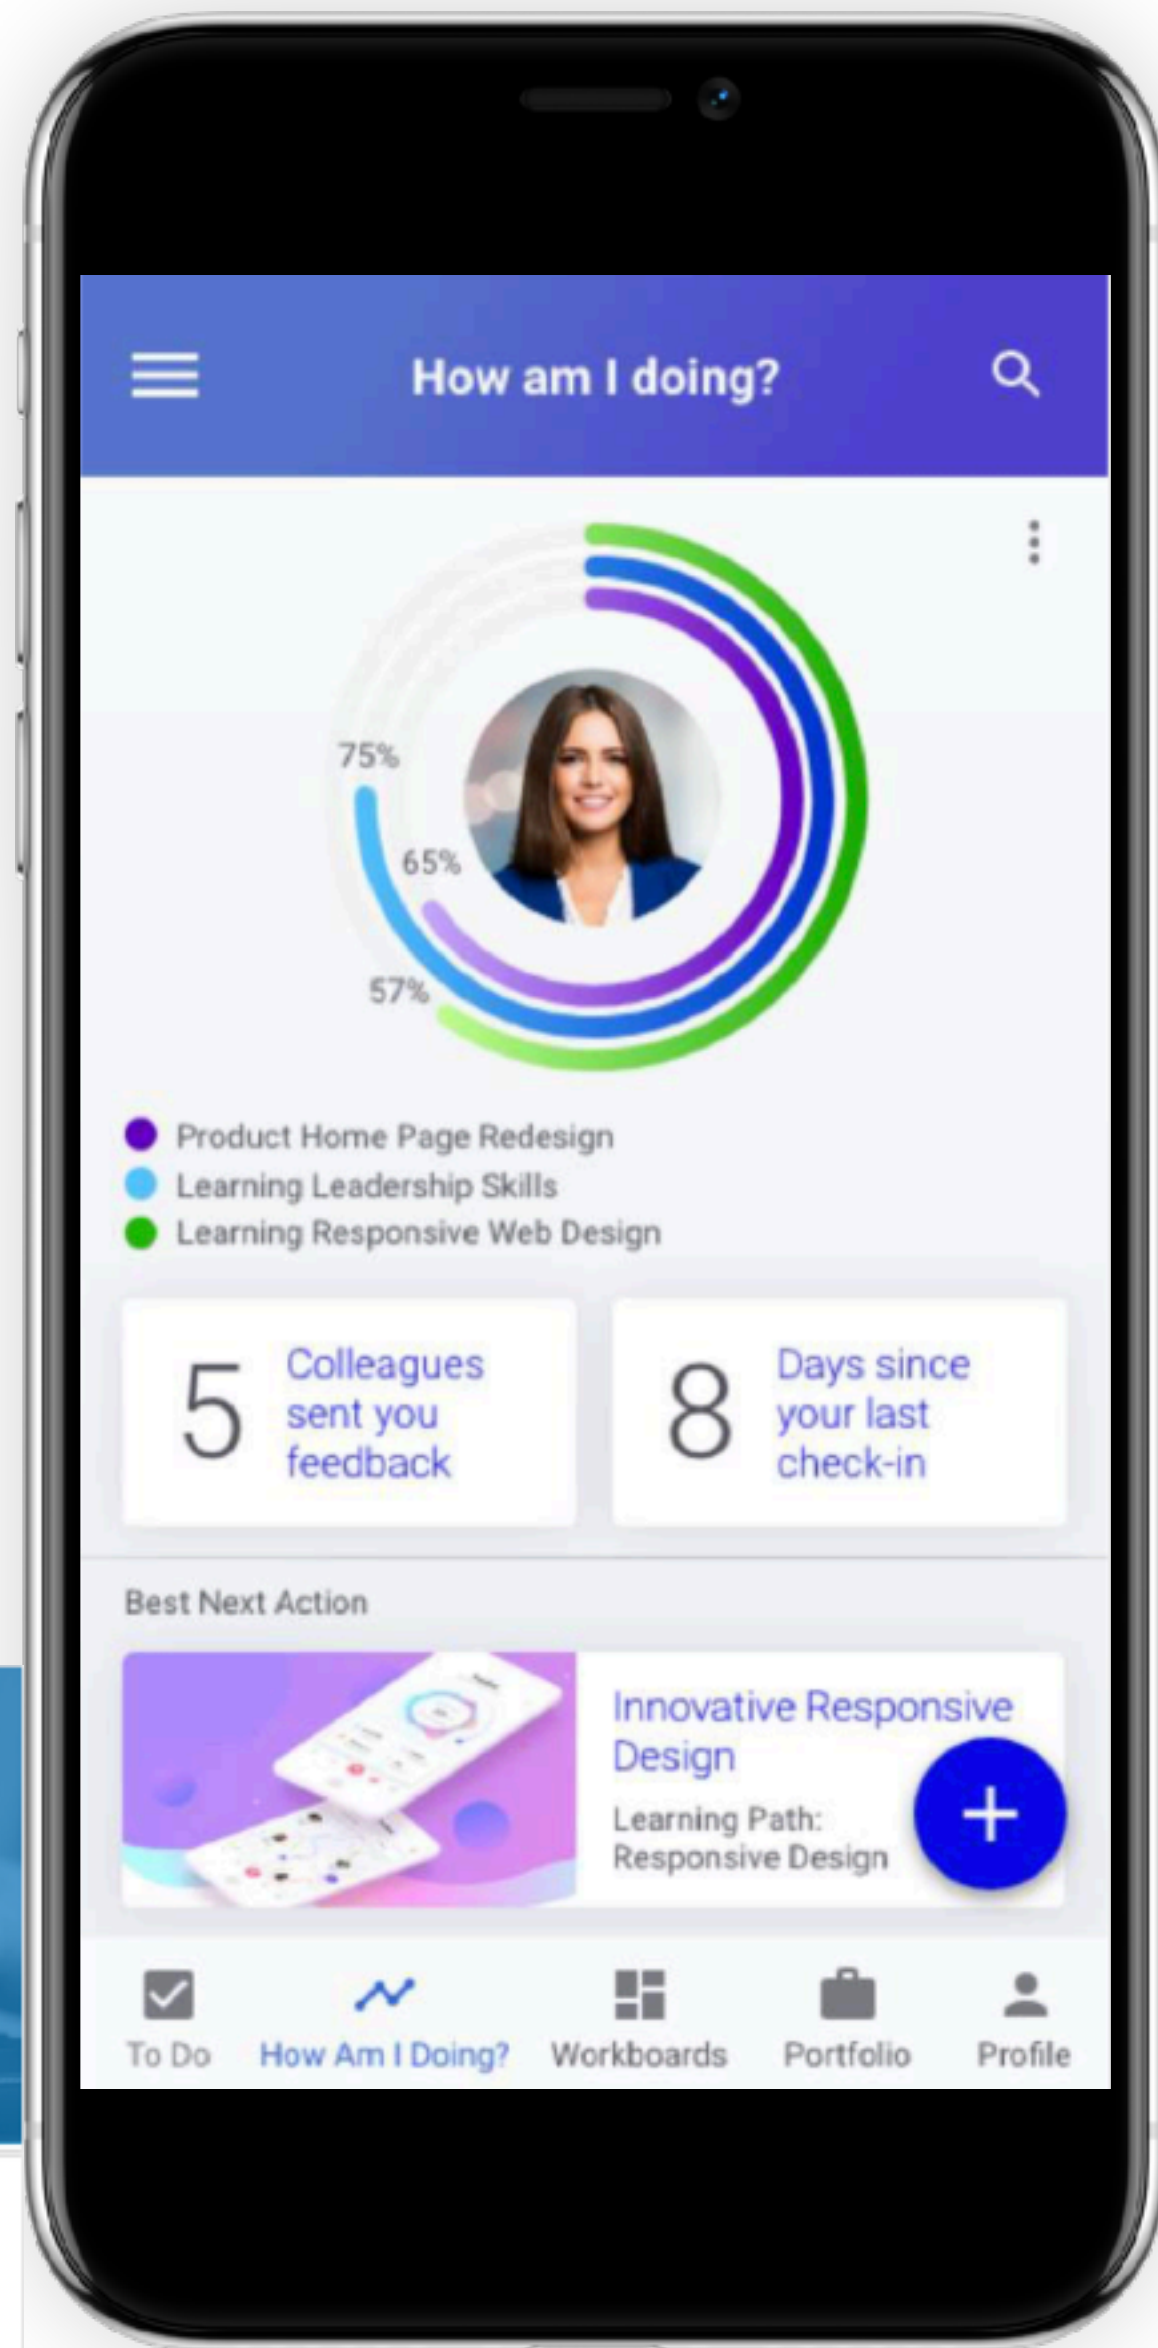 How am I doing?
75%
65%
57%
Product Home Page Redesign
Learning Leadership Skills
Learning Responsive Web Design
5
Colleagues
sent you
feedback
8
Days since
your last
check-in
Best Next Action
Innovative Responsive
Design
Learning Path:
Responsive Design
To Do
How Am I Doing?
Workboards
Portfolio
Profile